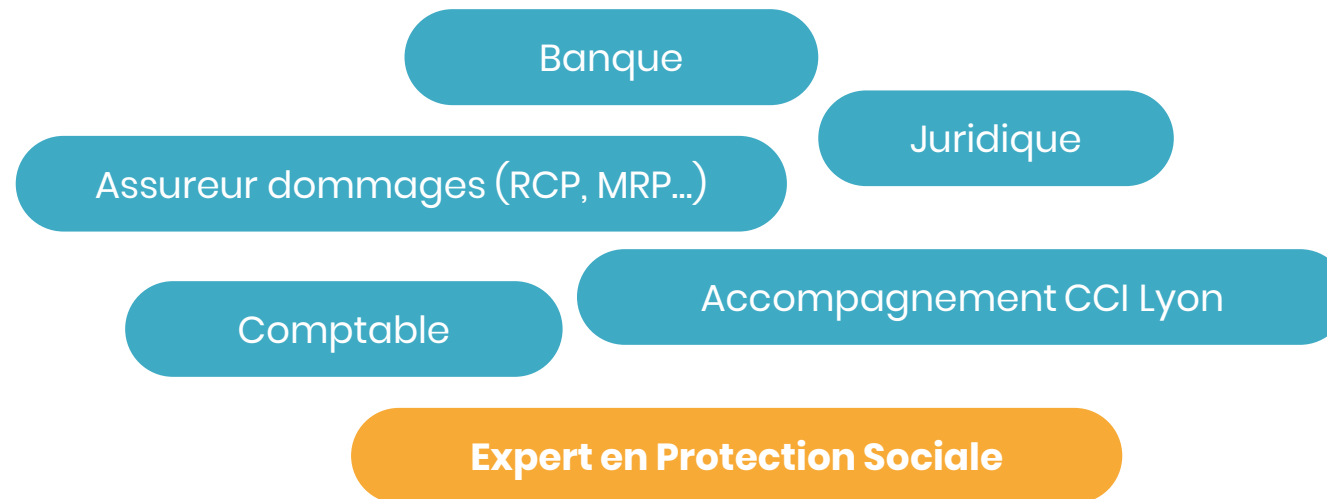 Banque
Juridique
Assureur dommages (RCP, MRP...)
Accompagnement CCI Lyon
Comptable
Expert en Protection Sociale